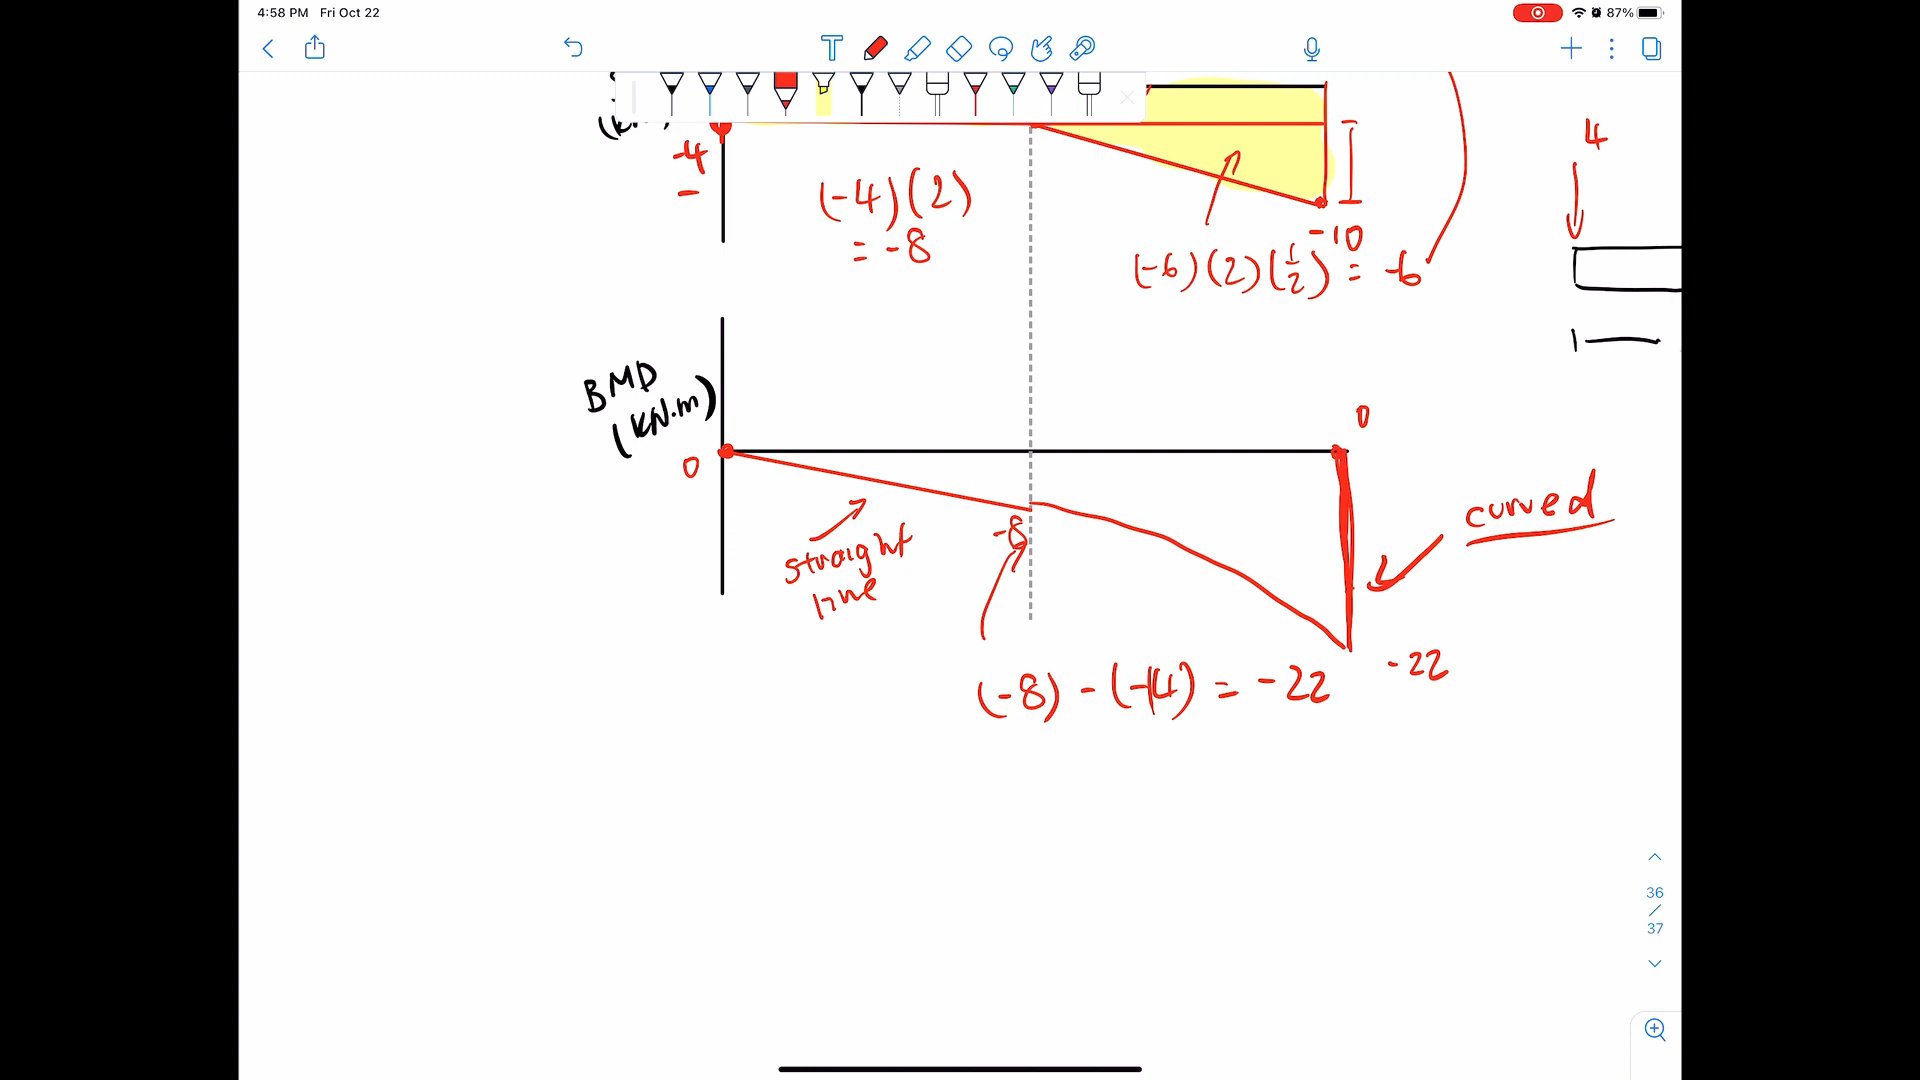 4:58 PM Fri Oct 22
87%
T
-4
-
(-4)(2)
= -8
-10
(-6)(2)(1/2) = -6
4
BMD
(kN.m)
0
0
straight
line
-8
curved
(-8) - (-14) = -22
-22
36
/
37